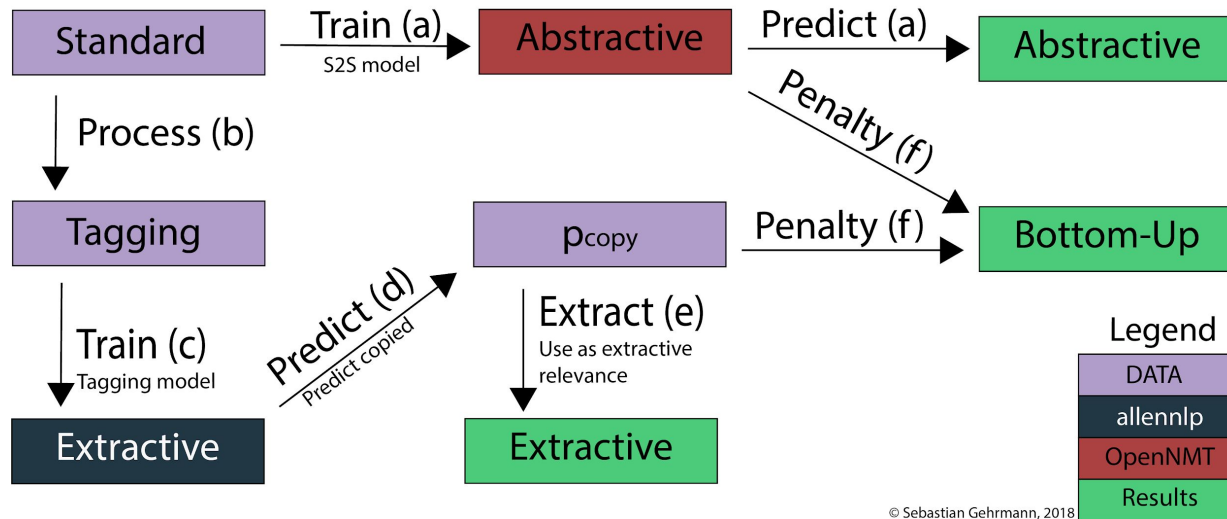 Standard
Train (a)
S2S model
Abstractive
Predict (a)
Abstractive
Process (b)
Penalty (f)
Tagging
pcopy
Penalty (f)
Bottom-Up
Train (c)
Tagging model
Predict (d)
Predict copied
Extract (e)
Use as extractive
relevance
Extractive
Extractive
Legend
DATA
allennlp
OpenNMT
Results
© Sebastian Gehrmann, 2018